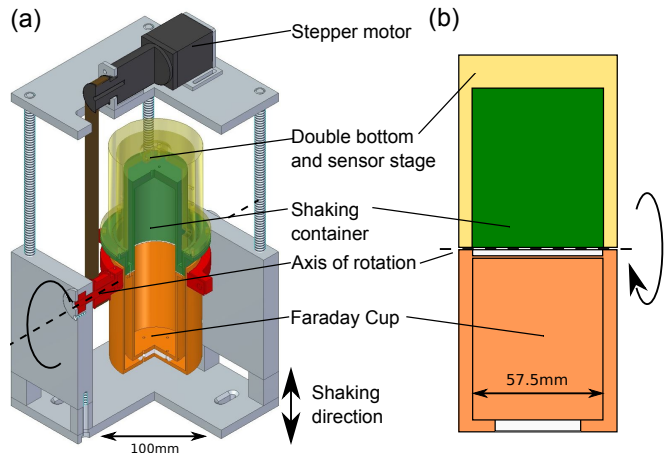 (a)
Stepper motor
Double bottom
and sensor stage
Shaking
container
Axis of rotation
Faraday Cup
Shaking
direction
100mm
(b)
57.5mm